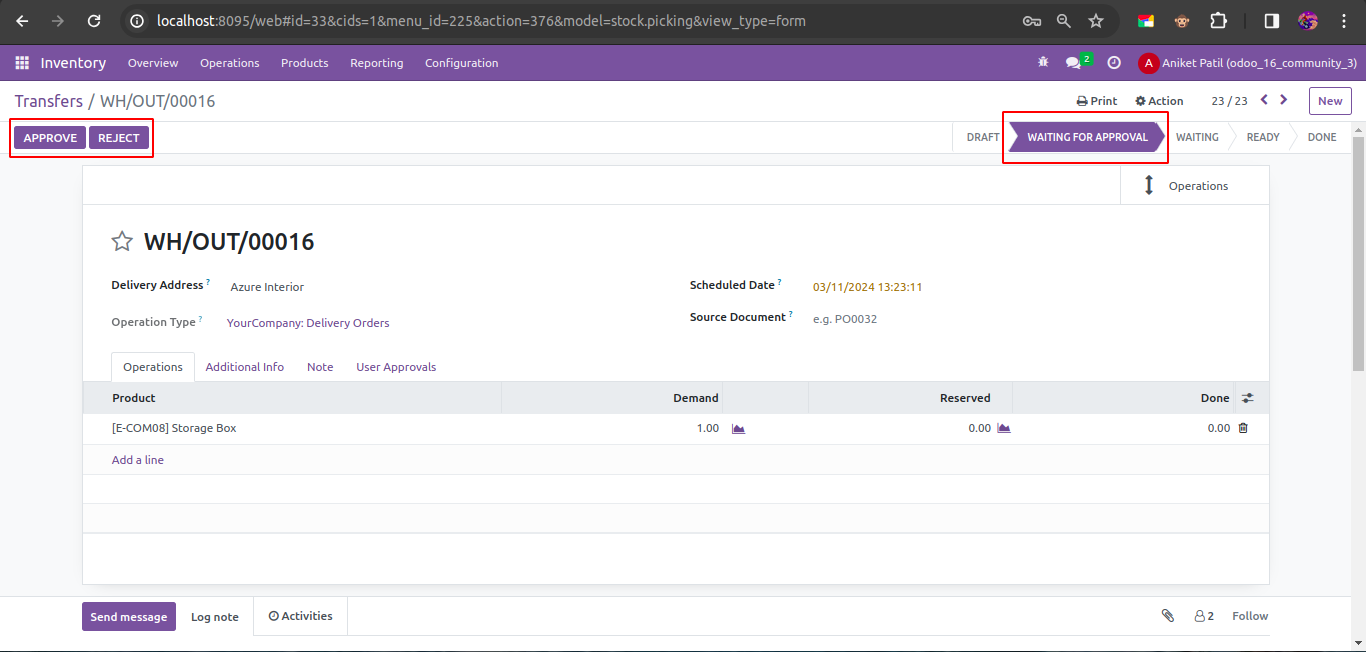 localhost:8095/web#id=33&cids=1&menu_id=225&action=376&model=stock.picking&view_type=form
Inventory Overview Operations Products Reporting Configuration 2 A Aniket Patil (odoo_16_community_3)
Transfers / WH/OUT/00016 Print Action 23 / 23 New
APPROVE REJECT DRAFT WAITING FOR APPROVAL WAITING READY DONE
Operations
WH/OUT/00016
Delivery Address ? Azure Interior Scheduled Date ? 03/11/2024 13:23:11
Operation Type ? YourCompany: Delivery Orders Source Document ? e.g. PO0032
Operations Additional Info Note User Approvals
Product Demand Reserved Done
[E-COM08] Storage Box 1.00 0.00 0.00
Add a line
Send message Log note Activities 2 Follow